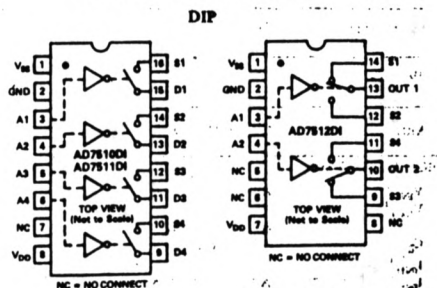 DIP
VSS 1
GND 2
A1 3
A2 4
A3 5
A4 6
NC 7
VDD 8
16 S1
15 D1
14 S2
13 D2
12 S3
11 D3
10 S4
9 D4
AD7510DI
AD7511DI
TOP VIEW
(Not to Scale)
NC = NO CONNECT
VSS 1
GND 2
A1 3
A2 4
NC 5
NC 6
VDD 7
14 S1
13 OUT 1
12 S2
11 S4
10 OUT 2
9 S3
8 NC
AD7512DI
TOP VIEW
(Not to Scale)
NC = NO CONNECT